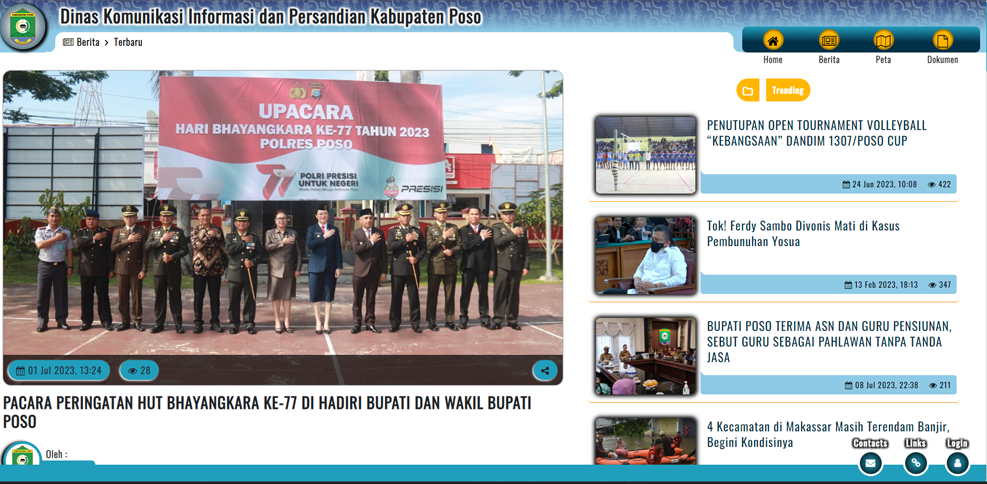 Dinas Komunikasi Informasi dan Persandian Kabupaten Poso
Berita > Terbaru
Home
Berita
Peta
Dokumen
UPACARA
HARI BHAYANGKARA KE-77 TAHUN 2023
POLRES POSO
77
POLRI PRESISI
UNTUK NEGERI
PRESISI
01 Jul 2023, 13:24
28
PACARA PERINGATAN HUT BHAYANGKARA KE-77 DI HADIRI BUPATI DAN WAKIL BUPATI
POSO
Oleh :
Trending
PENUTUPAN OPEN TOURNAMENT VOLLEYBALL
“KEBANGSAAN” DANDIM 1307/POSO CUP
24 Jun 2023, 10:08 422
Tok! Ferdy Sambo Divonis Mati di Kasus
Pembunuhan Yosua
13 Feb 2023, 18:13 347
BUPATI POSO TERIMA ASN DAN GURU PENSIUNAN,
SEBUT GURU SEBAGAI PAHLAWAN TANPA TANDA
JASA
08 Jul 2023, 22:38 211
4 Kecamatan di Makassar Masih Terendam Banjir,
Begini Kondisinya
Contacts
Links
Login